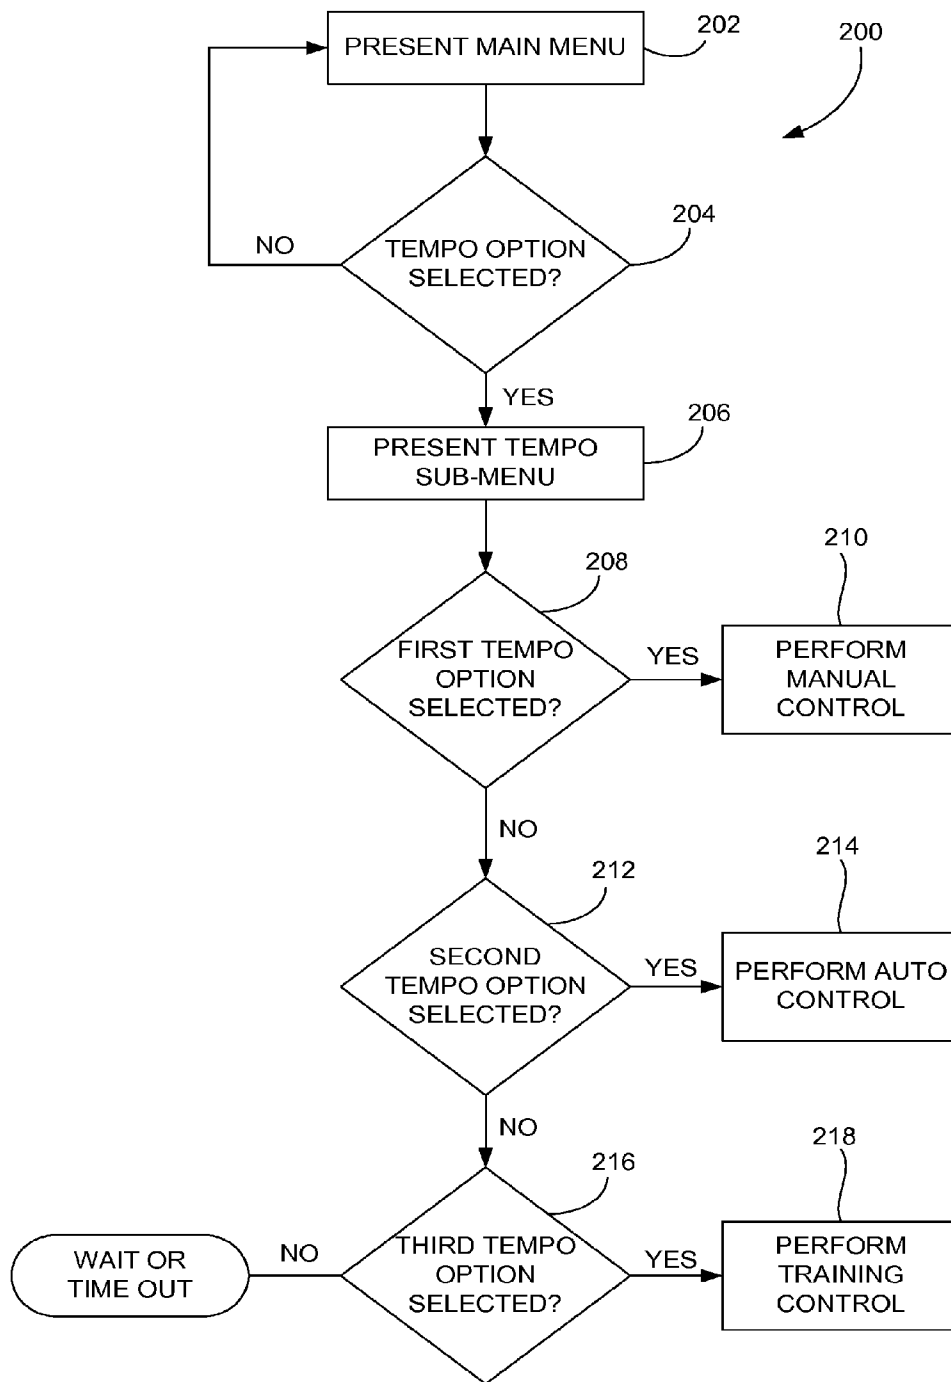 PRESENT MAIN MENU
202
200
TEMPO OPTION
SELECTED?
204
NO
YES
PRESENT TEMPO
SUB-MENU
206
208
210
FIRST TEMPO
OPTION
SELECTED?
YES
PERFORM
MANUAL
CONTROL
NO
212
214
SECOND
TEMPO OPTION
SELECTED?
YES
PERFORM AUTO
CONTROL
NO
216
218
WAIT OR
TIME OUT
NO
THIRD TEMPO
OPTION
SELECTED?
YES
PERFORM
TRAINING
CONTROL